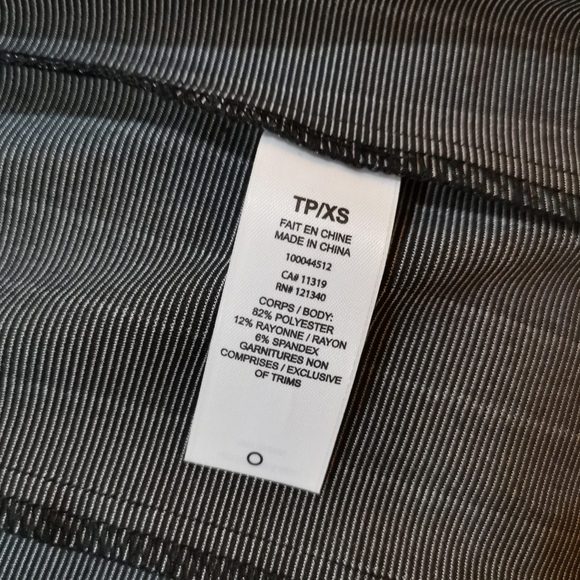 TP/XS
FAIT EN CHINE
MADE IN CHINA
100044512
CA# 11319
RN# 121340
CORPS / BODY:
82% POLYESTER
12% RAYONNE / RAYON
6% SPANDEX
GARNITURES NON
COMPRISES / EXCLUSIVE
OF TRIMS
O